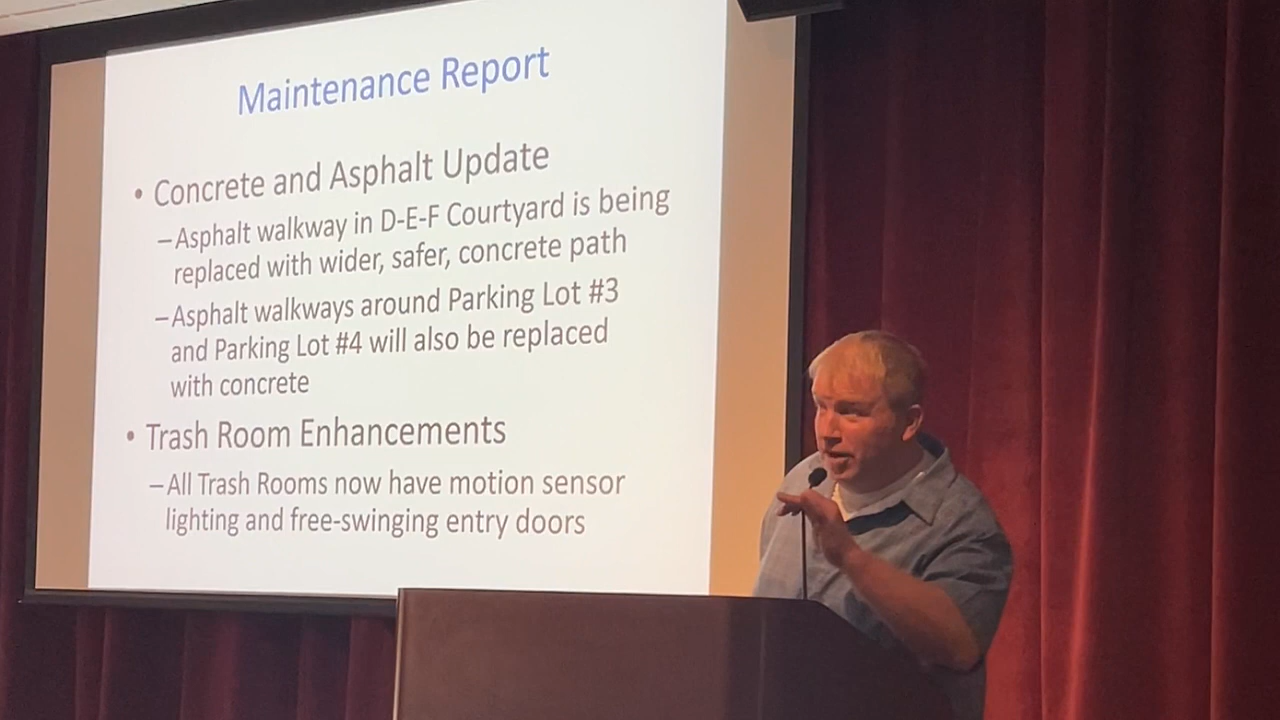 Maintenance Report
• Concrete and Asphalt Update
–Asphalt walkway in D-E-F Courtyard is being
replaced with wider, safer, concrete path
–Asphalt walkways around Parking Lot #3
and Parking Lot #4 will also be replaced
with concrete
• Trash Room Enhancements
–All Trash Rooms now have motion sensor
lighting and free-swinging entry doors